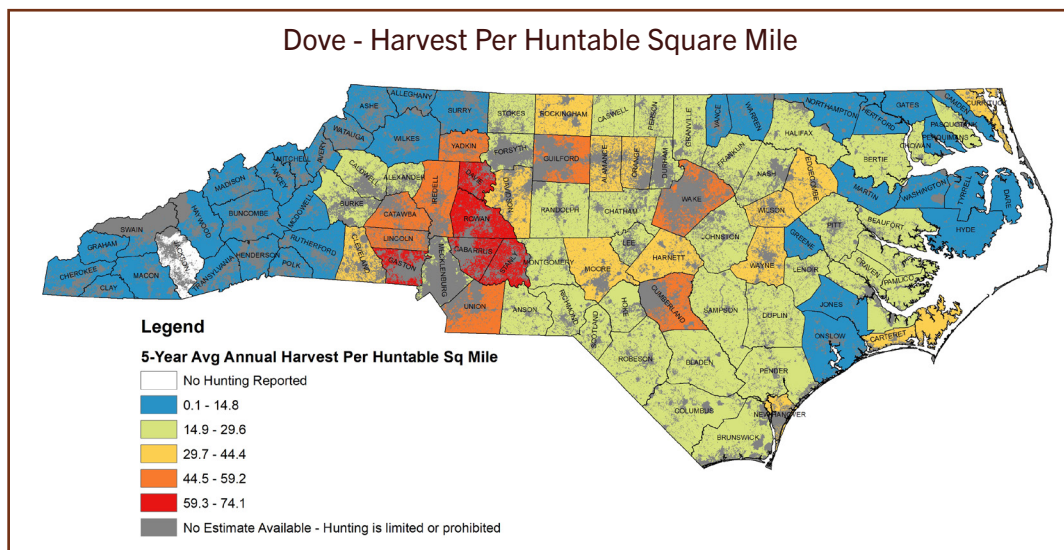 Dove - Harvest Per Huntable Square Mile
ALLEGHANY
ASHE
SURRY
STOKES
ROCKINGHAM
CASWELL
PERSON
GRANVILLE
VANCE
WARREN
NORTHAMPTON
HERTFORD
GATES
CAMDEN
CURRITUCK
PASQUOTANK
PERQUIMANS
CHOWAN
WATAUGA
WILKES
YADKIN
FORSYTH
GUILFORD
ALAMANCE
ORANGE
DURHAM
FRANKLIN
HALIFAX
BERTIE
AVERY
MITCHELL
YANCEY
MADISON
CALDWELL
ALEXANDER
IREDELL
DAVIE
DAVIDSON
RANDOLPH
CHATHAM
WAKE
NASH
EDGECOMBE
MARTIN
WASHINGTON
TYRRELL
DARE
HAYWOOD
BUNCOMBE
MCDOWELL
BURKE
CATAWBA
ROWAN
WILSON
JOHNSTON
PITT
BEAUFORT
HYDE
SWAIN
GRAHAM
JACKSON
RUTHERFORD
LINCOLN
CABARRUS
STANLY
MONTGOMERY
MOORE
LEE
HARNETT
WAYNE
GREENE
LENOIR
CRAVEN
PAMLICO
CHEROKEE
CLAY
MACON
TRANSYLVANIA
HENDERSON
POLK
CLEVELAND
GASTON
MECKLENBURG
UNION
ANSON
RICHMOND
SCOTLAND
HOKE
CUMBERLAND
SAMPSON
DUPLIN
JONES
ONSLOW
CARTERET
ROBESON
BLADEN
PENDER
COLUMBUS
NEW HANOVER
BRUNSWICK
Legend
5-Year Avg Annual Harvest Per Huntable Sq Mile
No Hunting Reported
0.1 - 14.8
14.9 - 29.6
29.7 - 44.4
44.5 - 59.2
59.3 - 74.1
No Estimate Available - Hunting is limited or prohibited